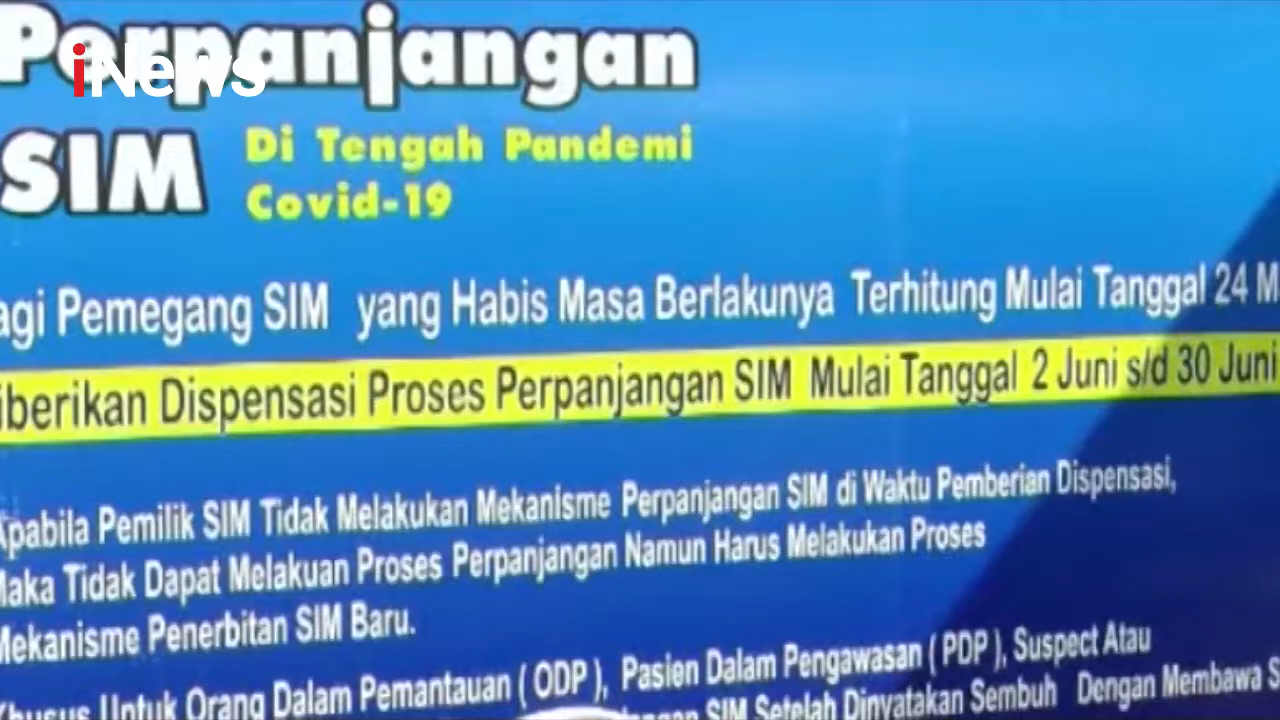 Perpanjangan
iNews
SIM
Di Tengah Pandemi
Covid-19
agi Pemegang SIM yang Habis Masa Berlakunya Terhitung Mulai Tanggal 24 M
iberikan Dispensasi Proses Perpanjangan SIM Mulai Tanggal 2 Juni s/d 30 Juni
Apabila Pemilik SIM Tidak Melakukan Mekanisme Perpanjangan SIM di Waktu Pemberian Dispensasi,
Maka Tidak Dapat Melakuan Proses Perpanjangan Namun Harus Melakukan Proses
Mekanisme Penerbitan SIM Baru.
Khusus Untuk Orang Dalam Pemantauan ( ODP ), Pasien Dalam Pengawasan ( PDP ), Suspect Atau
SIM Setelah Dinyatakan Sembuh Dengan Membawa S